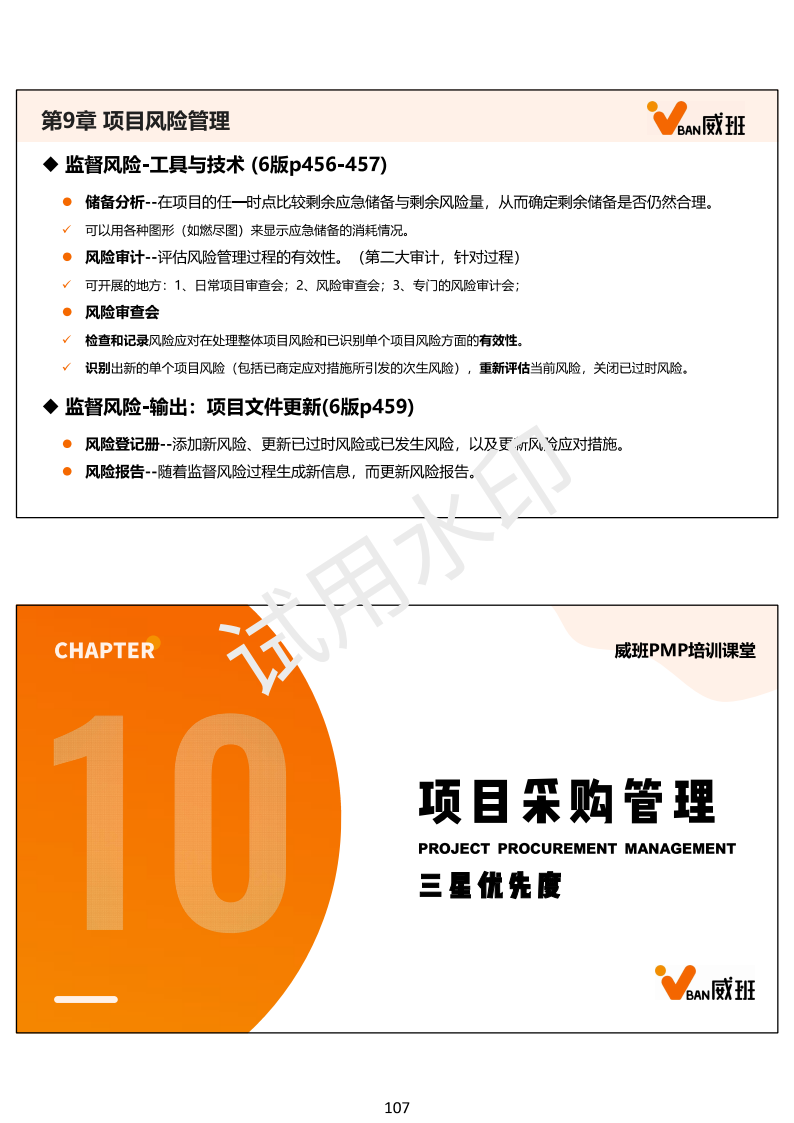 第9章 项目风险管理
BAN威班
◆ 监督风险-工具与技术 (6版p456-457)
● 储备分析--在项目的任一时点比较剩余应急储备与剩余风险量，从而确定剩余储备是否仍然合理。
✓ 可以用各种图形（如燃尽图）来显示应急储备的消耗情况。
● 风险审计--评估风险管理过程的有效性。（第二大审计，针对过程）
✓ 可开展的地方：1、日常项目审查会；2、风险审查会；3、专门的风险审计会；
● 风险审查会
✓ 检查和记录风险应对在处理整体项目风险和已识别单个项目风险方面的有效性。
✓ 识别出新的单个项目风险（包括已商定应对措施所引发的次生风险），重新评估当前风险，关闭已过时风险。
◆ 监督风险-输出：项目文件更新(6版p459)
● 风险登记册--添加新风险、更新已过时风险或已发生风险，以及更新风险应对措施。
● 风险报告--随着监督风险过程生成新信息，而更新风险报告。
试用水印
CHAPTER
威班PMP培训课堂
10
项目采购管理
PROJECT PROCUREMENT MANAGEMENT
三星优先度
BAN威班
107